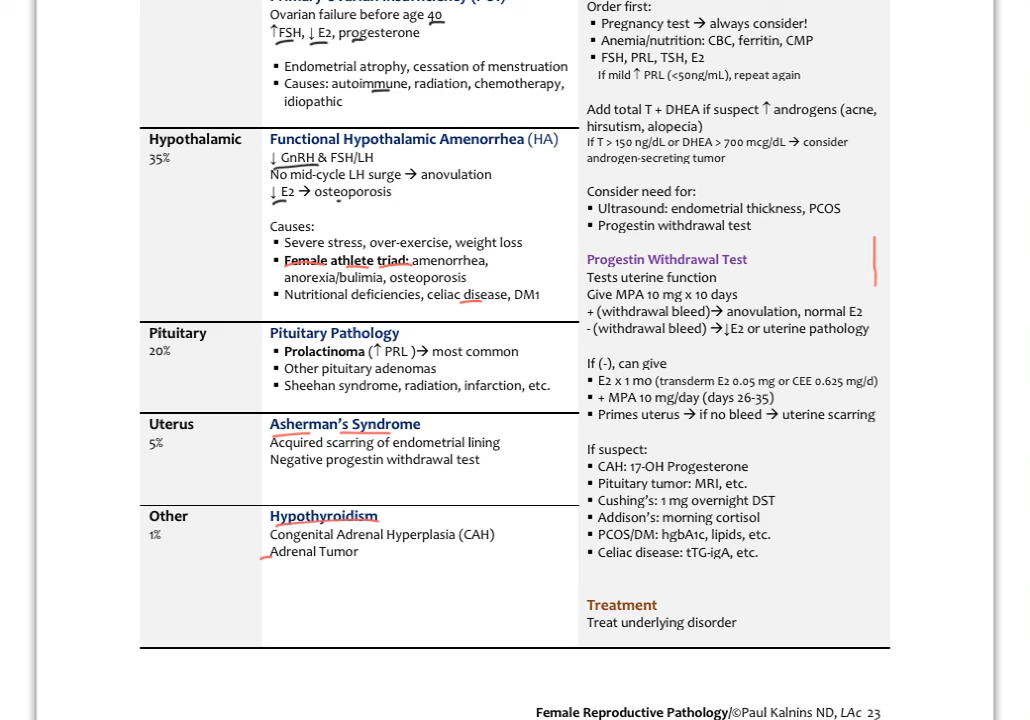 Primary Ovarian Insufficiency (POI)
Ovarian failure before age 40
↑FSH, ↓ E2, progesterone
▪ Endometrial atrophy, cessation of menstruation
▪ Causes: autoimmune, radiation, chemotherapy,
idiopathic
Hypothalamic
35%
Functional Hypothalamic Amenorrhea (HA)
↓ GnRH & FSH/LH
No mid-cycle LH surge → anovulation
↓ E2 → osteoporosis
Causes:
▪ Severe stress, over-exercise, weight loss
▪ Female athlete triad: amenorrhea,
anorexia/bulimia, osteoporosis
▪ Nutritional deficiencies, celiac disease, DM1
Pituitary
20%
Pituitary Pathology
▪ Prolactinoma (↑ PRL )→ most common
▪ Other pituitary adenomas
▪ Sheehan syndrome, radiation, infarction, etc.
Uterus
5%
Asherman's Syndrome
Acquired scarring of endometrial lining
Negative progestin withdrawal test
Other
1%
Hypothyroidism
Congenital Adrenal Hyperplasia (CAH)
Adrenal Tumor
Order first:
▪ Pregnancy test → always consider!
▪ Anemia/nutrition: CBC, ferritin, CMP
▪ FSH, PRL, TSH, E2
If mild ↑ PRL (<50ng/mL), repeat again
Add total T + DHEA if suspect ↑ androgens (acne,
hirsutism, alopecia)
If T > 150 ng/dL or DHEA > 700 mcg/dL → consider
androgen-secreting tumor
Consider need for:
▪ Ultrasound: endometrial thickness, PCOS
▪ Progestin withdrawal test
Progestin Withdrawal Test
Tests uterine function
Give MPA 10 mg x 10 days
+ (withdrawal bleed)→ anovulation, normal E2
- (withdrawal bleed) →↓E2 or uterine pathology
If (-), can give
▪ E2 x 1 mo (transderm E2 0.05 mg or CEE 0.625 mg/d)
▪ + MPA 10 mg/day (days 26-35)
▪ Primes uterus → if no bleed → uterine scarring
If suspect:
▪ CAH: 17-OH Progesterone
▪ Pituitary tumor: MRI, etc.
▪ Cushing's: 1 mg overnight DST
▪ Addison's: morning cortisol
▪ PCOS/DM: hgbA1c, lipids, etc.
▪ Celiac disease: tTG-igA, etc.
Treatment
Treat underlying disorder
Female Reproductive Pathology/©Paul Kalnins ND, LAc 23